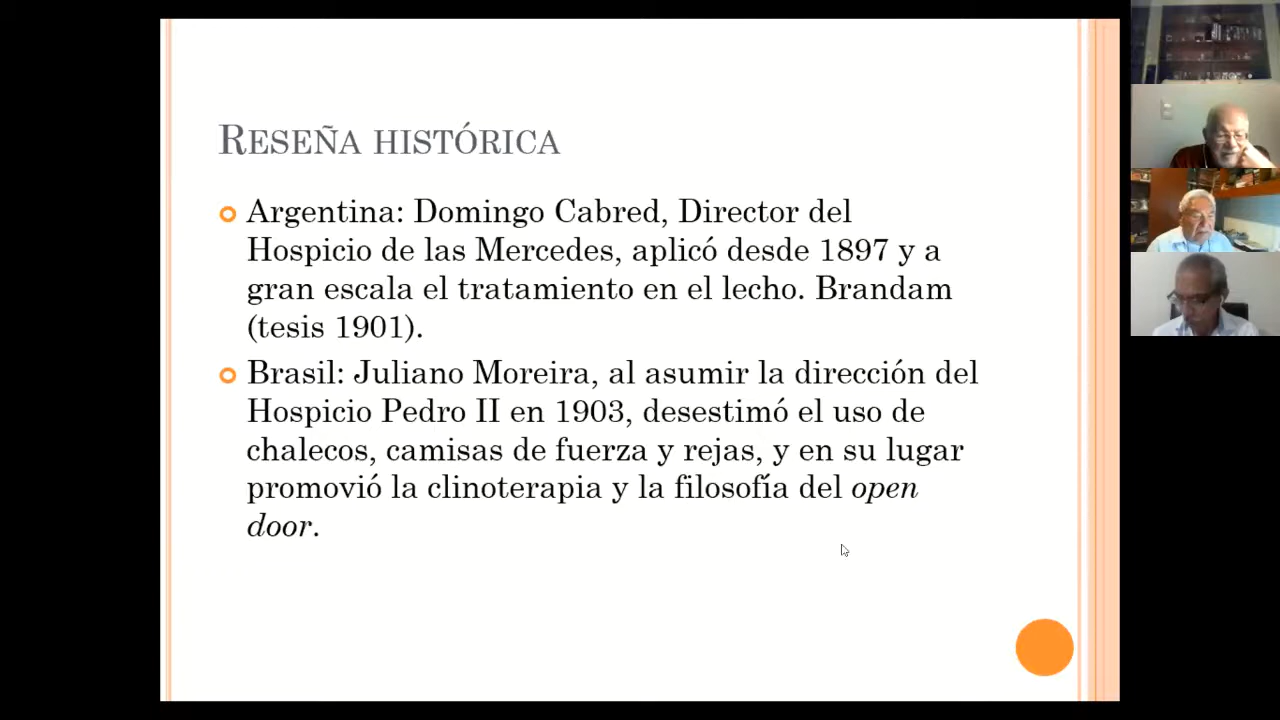 RESEÑA HISTÓRICA
Argentina: Domingo Cabred, Director del
Hospicio de las Mercedes, aplicó desde 1897 y a
gran escala el tratamiento en el lecho. Brandam
(tesis 1901).
Brasil: Juliano Moreira, al asumir la dirección del
Hospicio Pedro II en 1903, desestimó el uso de
chalecos, camisas de fuerza y rejas, y en su lugar
promovió la clinoterapia y la filosofía del open
door.